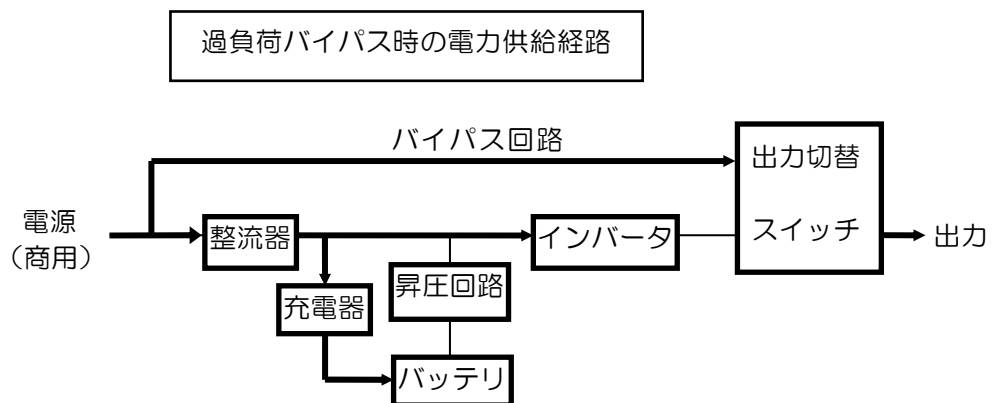 過負荷バイパス時の電力供給経路
バイパス回路
出力切替
スイッチ
電源
(商用)
整流器
インバータ
出力
充電器
昇圧回路
バッテリ